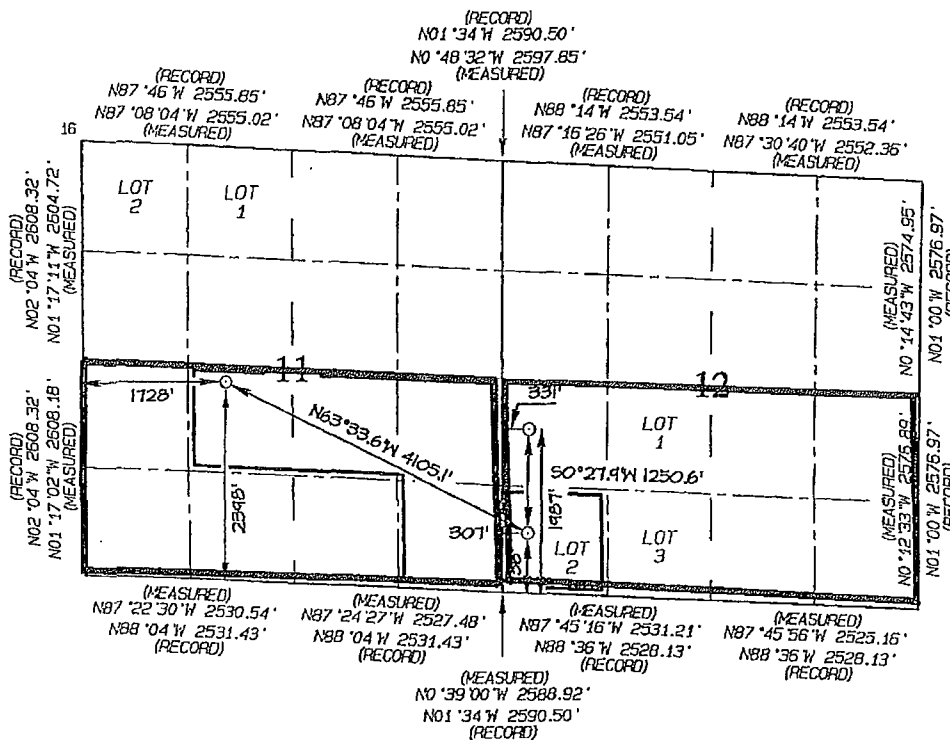 (RECORD)
N01°34'W 2590.50'
N0°48'32"W 2597.85'
(MEASURED)
(RECORD)
N87°46'W 2555.85'
N87°08'04"W 2555.02'
(MEASURED)
(RECORD)
N87°46'W 2555.85'
N87°08'04"W 2555.02'
(MEASURED)
(RECORD)
N88°14'W 2553.54'
N87°16'26"W 2551.05'
(MEASURED)
(RECORD)
N88°14'W 2553.54'
N87°30'40"W 2552.36'
(MEASURED)
16
(RECORD)
N02°04'W 2608.32'
N01°17'11"W 2604.72'
(MEASURED)
LOT
2
LOT
1
(MEASURED)
N0°14'43"W 2574.95'
N01°00'W 2576.97'
(RECORD)
(RECORD)
N02°04'W 2608.32'
N01°17'02"W 2608.18'
(MEASURED)
11
1728'
2398'
N63°33.6'W 4105.1'
12
331'
LOT
1
S0°27.9'W 1250.6'
1987'
307'
LOT
2
LOT
3
(MEASURED)
N0°12'33"W 2576.89'
N01°00'W 2576.97'
(RECORD)
(MEASURED)
N87°22'30"W 2530.54'
N88°04'W 2531.43'
(RECORD)
(MEASURED)
N87°24'27"W 2527.48'
N88°04'W 2531.43'
(RECORD)
(MEASURED)
N87°45'16"W 2531.21'
N88°36'W 2528.13'
(RECORD)
(MEASURED)
N87°45'56"W 2525.16'
N88°36'W 2528.13'
(RECORD)
(MEASURED)
N0°39'00"W 2588.92'
N01°34'W 2590.50'
(RECORD)